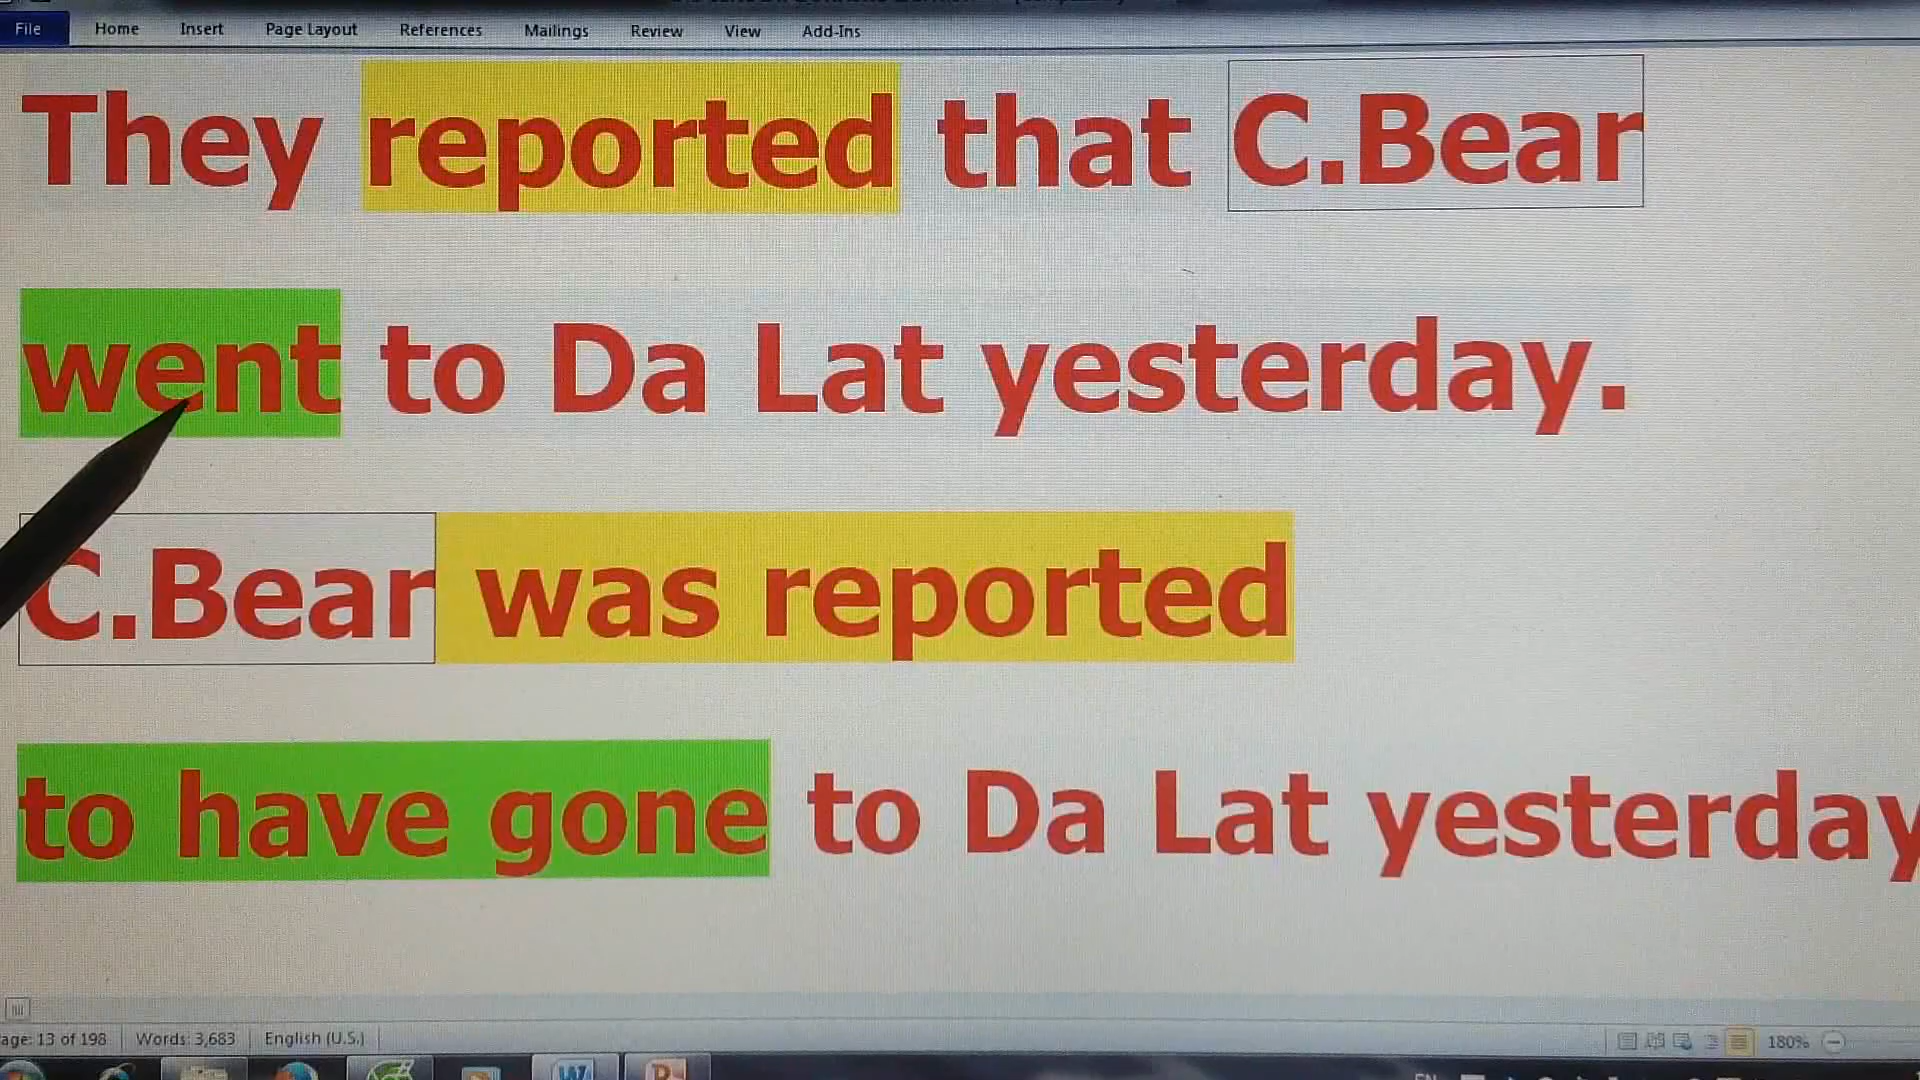 File Home Insert Page Layout References Mailings Review View Add-Ins
They reported that C.Bear
went to Da Lat yesterday.
C.Bear was reported
to have gone to Da Lat yesterday
age: 13 of 198 Words: 3,683 English (U.S.) 180%
EN